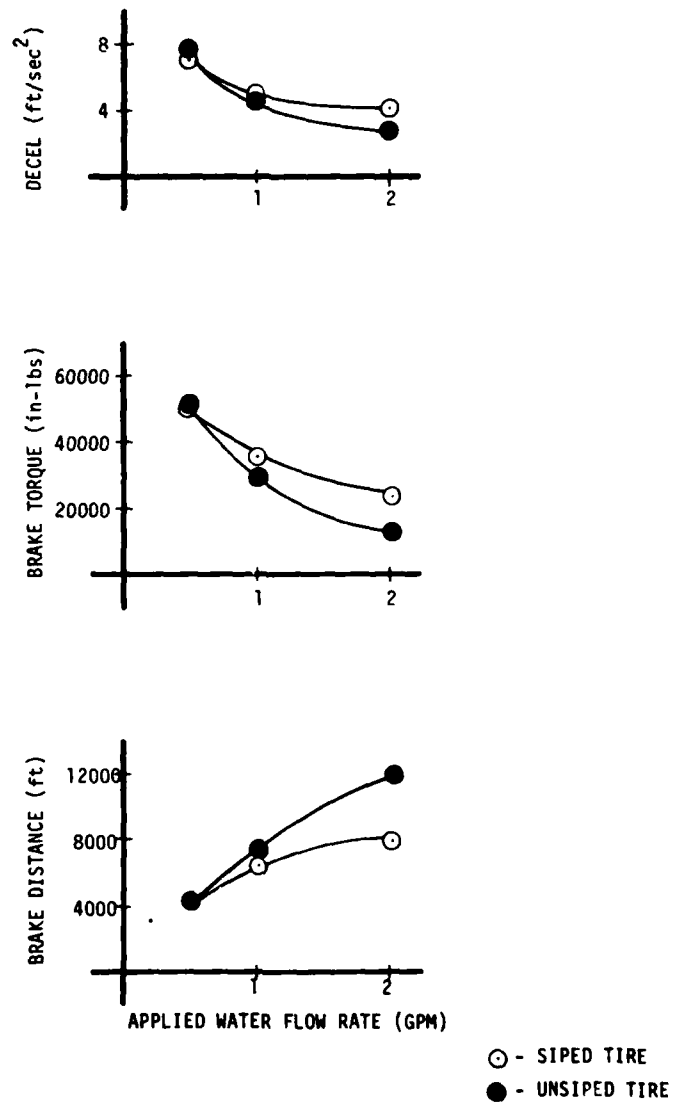 DECEL (ft/sec²)
8
4
1
2
BRAKE TORQUE (in-lbs)
60000
40000
20000
1
2
BRAKE DISTANCE (ft)
12000
8000
4000
1
2
APPLIED WATER FLOW RATE (GPM)
- SIPED TIRE
- UNSIPED TIRE